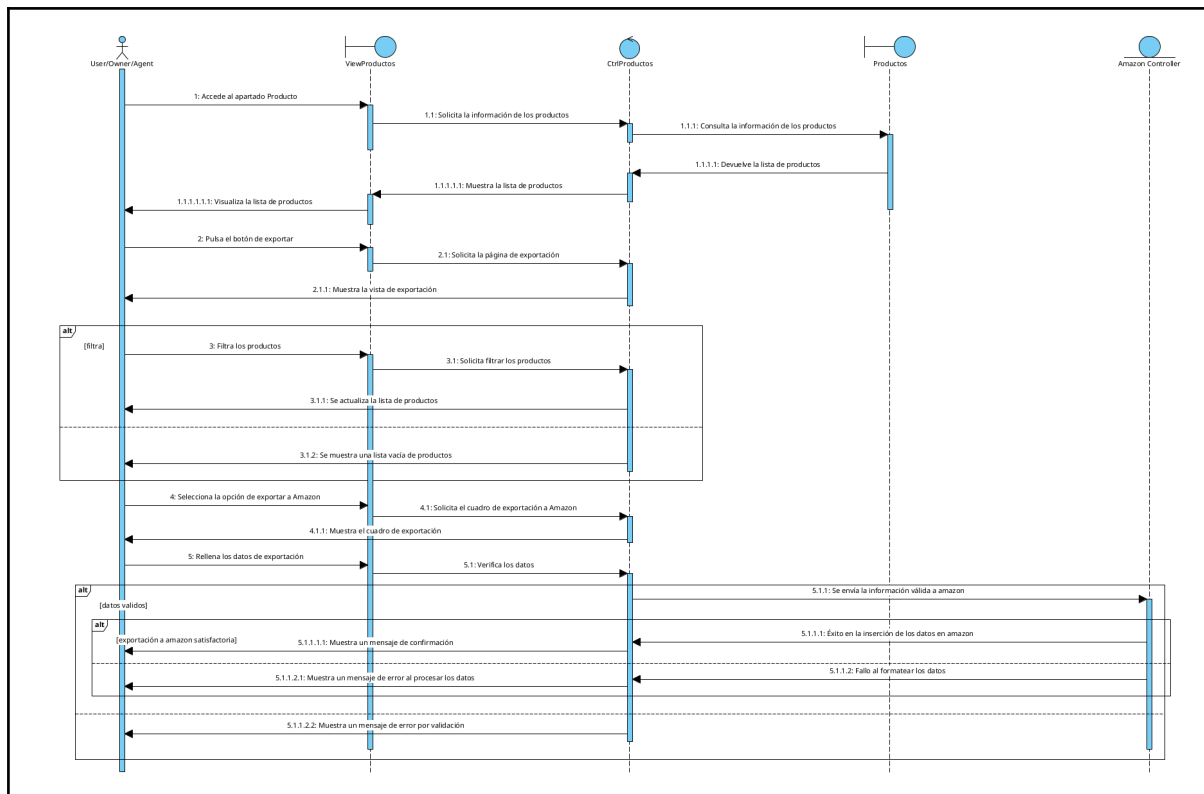 User/Owner/Agent
ViewProductos
CtrlProductos
Productos
Amazon Controller
1: Accede al apartado Producto
1.1: Solicita la información de los productos
1.1.1: Consulta la información de los productos
1.1.1.1: Devuelve la lista de productos
1.1.1.1.1: Muestra la lista de productos
1.1.1.1.1.1: Visualiza la lista de productos
2: Pulsa el botón de exportar
2.1: Solicita la página de exportación
2.1.1: Muestra la vista de exportación
alt
[filtra]
3: Filtra los productos
3.1: Solicita filtrar los productos
3.1.1: Se actualiza la lista de productos
3.1.2: Se muestra una lista vacía de productos
4: Selecciona la opción de exportar a Amazon
4.1: Solicita el cuadro de exportación a Amazon
4.1.1: Muestra el cuadro de exportación
5: Rellena los datos de exportación
5.1: Verifica los datos
alt
5.1.1: Se envía la información válida a amazon
[datos validos]
alt
[exportación a amazon satisfactoria]
5.1.1.1: Éxito en la inserción de los datos en amazon
5.1.1.1.1: Muestra un mensaje de confirmación
5.1.1.2: Fallo al formatear los datos
5.1.1.2.1: Muestra un mensaje de error al procesar los datos
5.1.1.2.2: Muestra un mensaje de error por validación